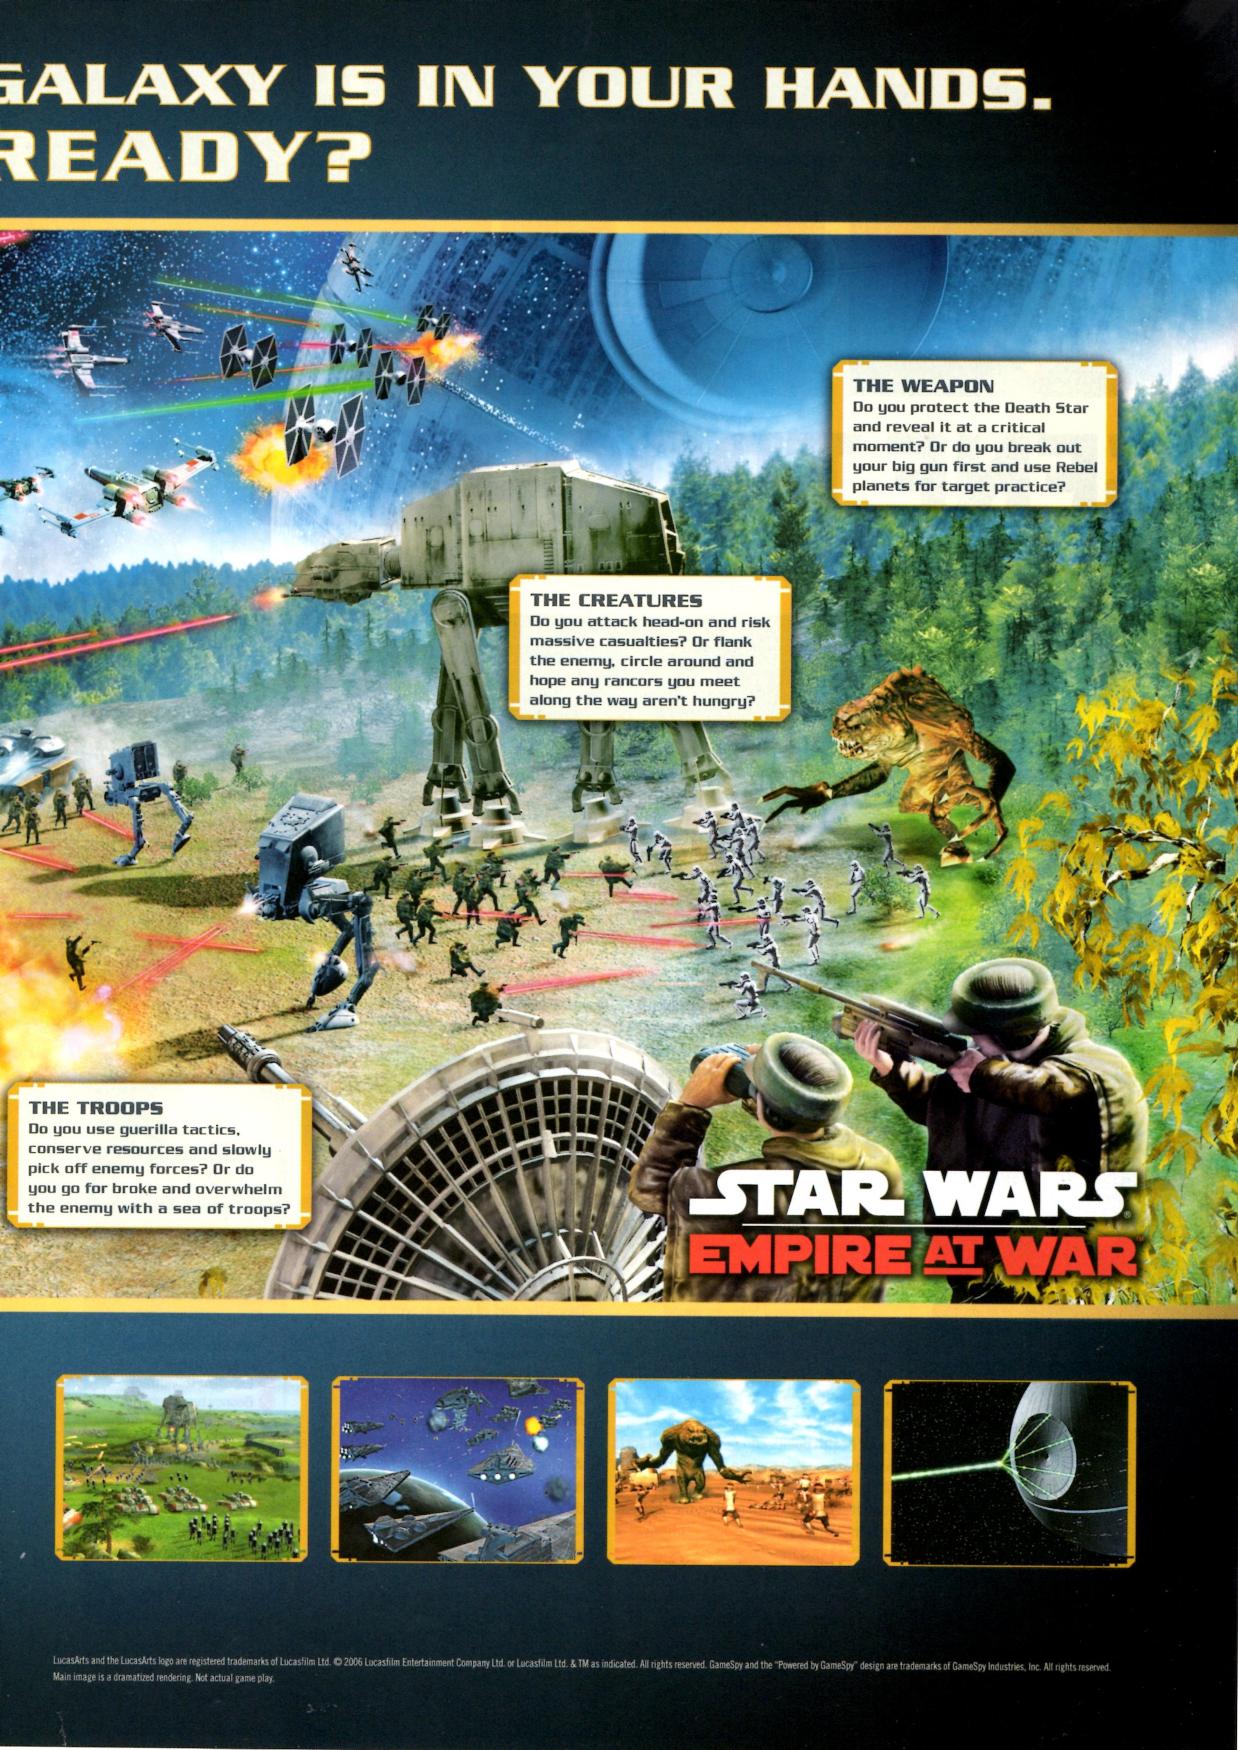 GALAXY IS IN YOUR HANDS.
READY?
THE WEAPON
Do you protect the Death Star
and reveal it at a critical
moment? Or do you break out
your big gun first and use Rebel
planets for target practice?
THE CREATURES
Do you attack head-on and risk
massive casualties? Or flank
the enemy, circle around and
hope any rancors you meet
along the way aren't hungry?
THE TROOPS
Do you use guerilla tactics,
conserve resources and slowly
pick off enemy forces? Or do
you go for broke and overwhelm
the enemy with a sea of troops?
STAR WARS®
EMPIRE AT WAR
LucasArts and the LucasArts logo are registered trademarks of Lucasfilm Ltd. © 2006 Lucasfilm Entertainment Company Ltd. or Lucasfilm Ltd. & TM as indicated. All rights reserved. GameSpy and the "Powered by GameSpy" design are trademarks of GameSpy Industries, Inc. All rights reserved.
Main image is a dramatized rendering. Not actual game play.